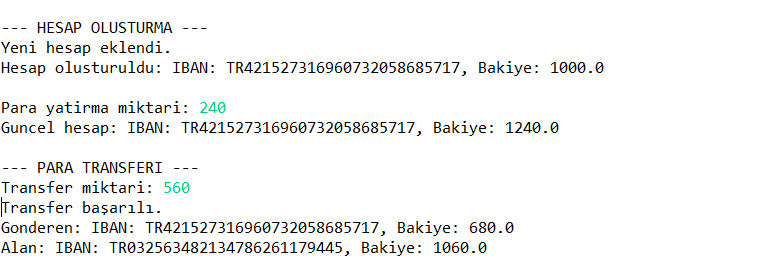 --- HESAP OLUSTURMA ---
Yeni hesap eklendi.
Hesap olusturuldu: IBAN: TR421527316960732058685717, Bakiye: 1000.0
Para yatirma miktari: 240
Guncel hesap: IBAN: TR421527316960732058685717, Bakiye: 1240.0
--- PARA TRANSFERI ---
Transfer miktari: 560
Transfer başarılı.
Gonderen: IBAN: TR421527316960732058685717, Bakiye: 680.0
Alan: IBAN: TR032563482134786261179445, Bakiye: 1060.0